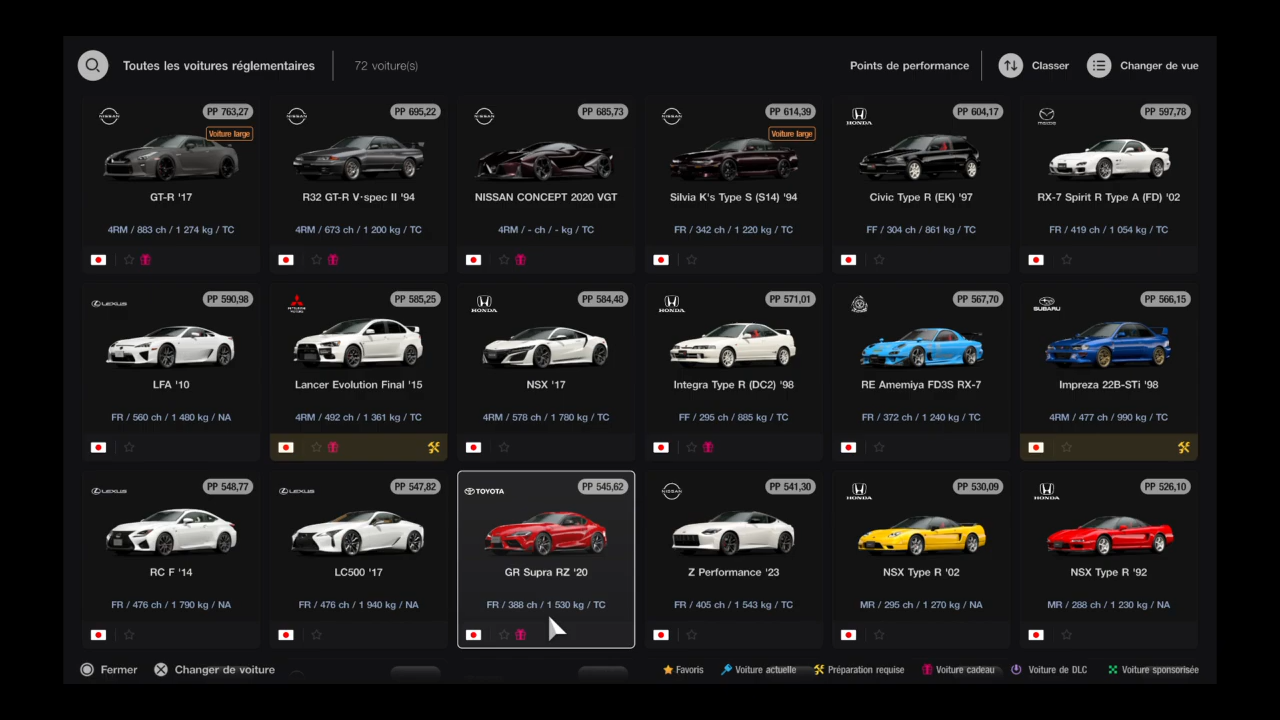 Toutes les voitures réglementaires
72 voiture(s)
Points de performance
Classer
Changer de vue
NISSAN
PP 763,27
Voiture large
GT-R '17
4RM / 883 ch / 1 274 kg / TC
NISSAN
PP 695,22
R32 GT-R V·spec II '94
4RM / 673 ch / 1 200 kg / TC
NISSAN
PP 685,73
NISSAN CONCEPT 2020 VGT
4RM / - ch / - kg / TC
NISSAN
PP 614,39
Voiture large
Silvia K's Type S (S14) '94
FR / 342 ch / 1 220 kg / TC
HONDA
PP 604,17
Civic Type R (EK) '97
FF / 304 ch / 861 kg / TC
mazda
PP 597,78
RX-7 Spirit R Type A (FD) '02
FR / 419 ch / 1 054 kg / TC
LEXUS
PP 590,98
LFA '10
FR / 560 ch / 1 480 kg / NA
MITSUBISHI
MOTORS
PP 585,25
Lancer Evolution Final '15
4RM / 492 ch / 1 361 kg / TC
HONDA
PP 584,48
NSX '17
4RM / 578 ch / 1 780 kg / TC
HONDA
PP 571,01
Integra Type R (DC2) '98
FF / 295 ch / 885 kg / TC
PP 567,70
RE Amemiya FD3S RX-7
FR / 372 ch / 1 240 kg / TC
SUBARU
PP 566,15
Impreza 22B-STi '98
4RM / 477 ch / 990 kg / TC
LEXUS
PP 548,77
RC F '14
FR / 476 ch / 1 790 kg / NA
LEXUS
PP 547,82
LC500 '17
FR / 476 ch / 1 940 kg / NA
TOYOTA
PP 545,62
GR Supra RZ '20
FR / 388 ch / 1 530 kg / TC
NISSAN
PP 541,30
Z Performance '23
FR / 405 ch / 1 543 kg / TC
HONDA
PP 530,09
NSX Type R '02
MR / 295 ch / 1 270 kg / NA
HONDA
PP 526,10
NSX Type R '92
MR / 288 ch / 1 230 kg / NA
Fermer
Changer de voiture
Favoris
Voiture actuelle
Préparation requise
Voiture cadeau
Voiture de DLC
Voiture sponsorisée